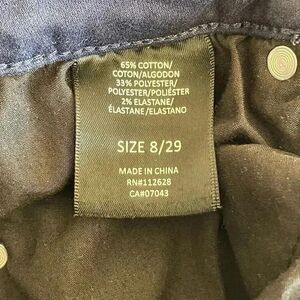 65% COTTON/
COTON/ALGODON
33% POLYESTER/
POLYESTER/POLIÉSTER
2% ELASTANE/
ÉLASTANE/ELASTANO
SIZE 8/29
MADE IN CHINA
RN#112628
CA#07043